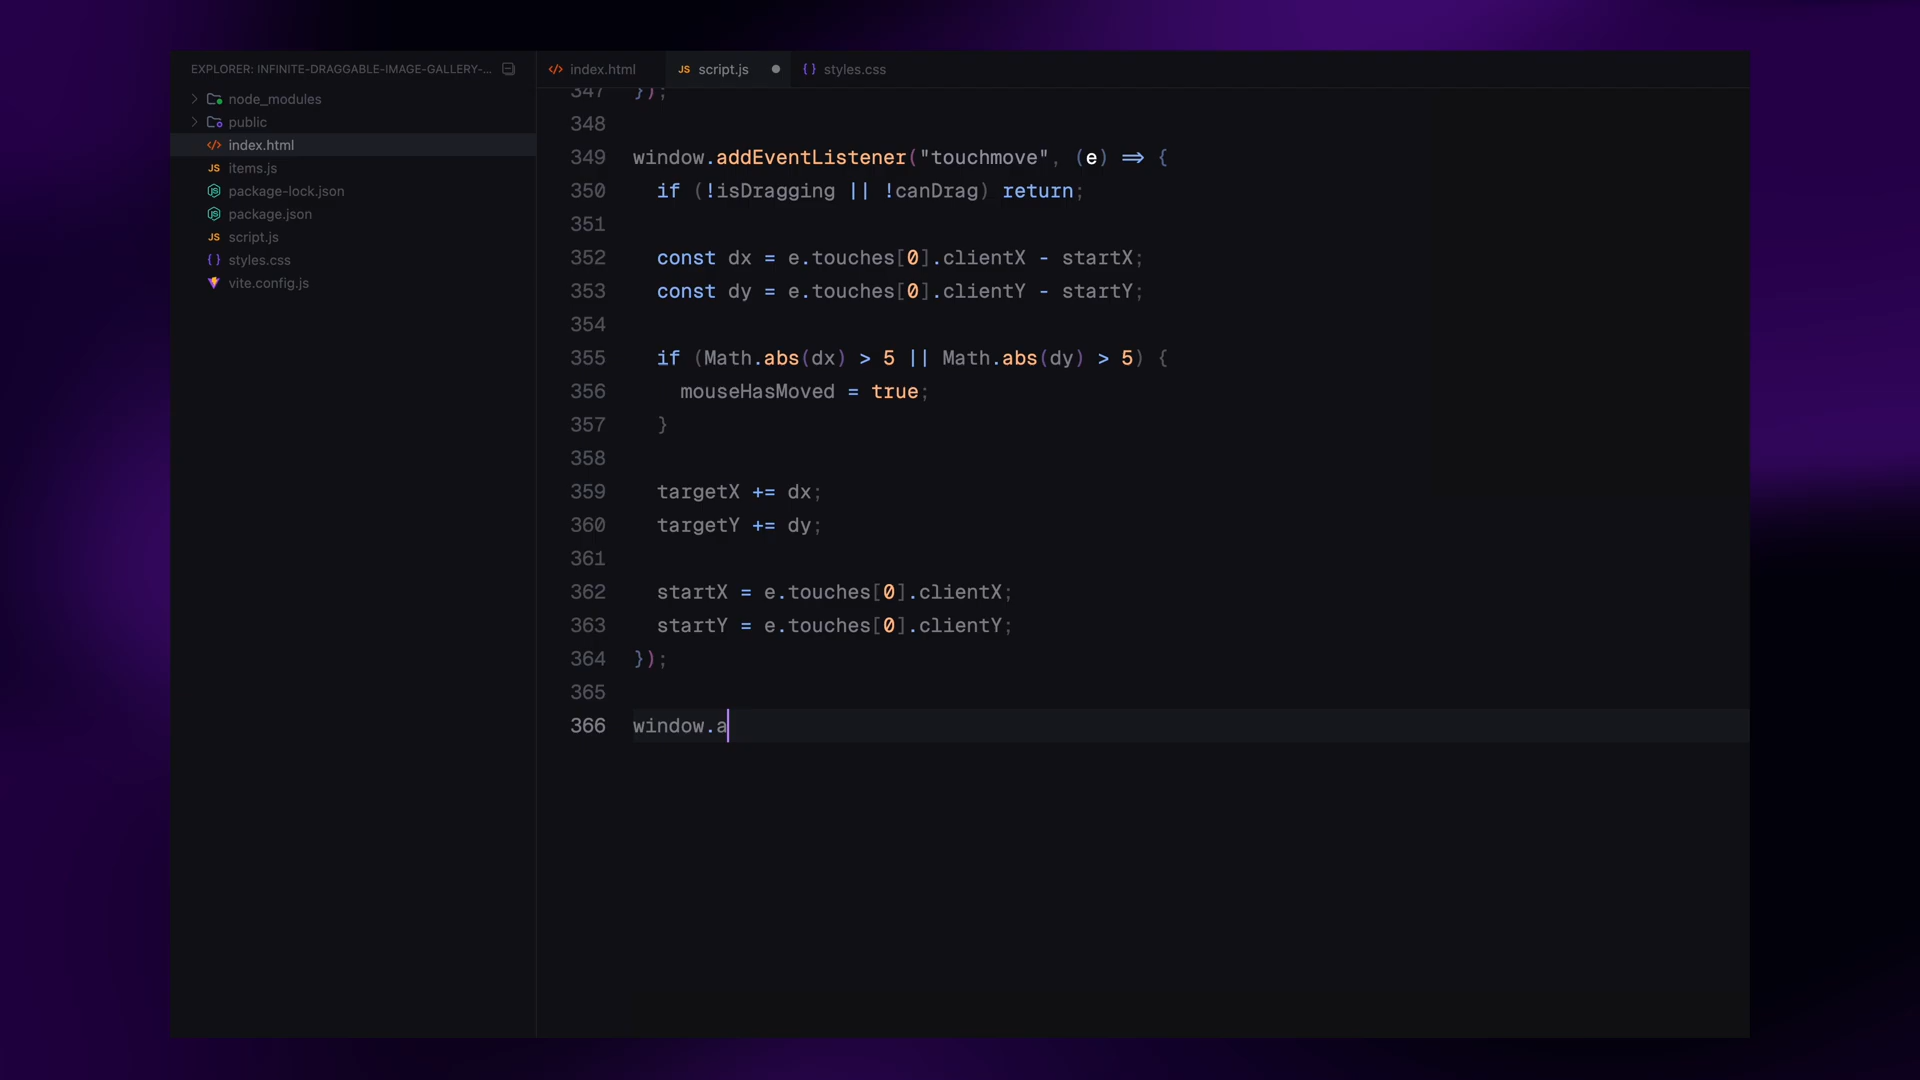 EXPLORER: INFINITE-DRAGGABLE-IMAGE-GALLERY-...
node_modules
public
index.html
items.js
package-lock.json
package.json
script.js
styles.css
vite.config.js
index.html
script.js
styles.css
347 });
348
349 window.addEventListener("touchmove", (e) => {
350 if (!isDragging || !canDrag) return;
351
352 const dx = e.touches[0].clientX - startX;
353 const dy = e.touches[0].clientY - startY;
354
355 if (Math.abs(dx) > 5 || Math.abs(dy) > 5) {
356 mouseHasMoved = true;
357 }
358
359 targetX += dx;
360 targetY += dy;
361
362 startX = e.touches[0].clientX;
363 startY = e.touches[0].clientY;
364 });
365
366 window.a